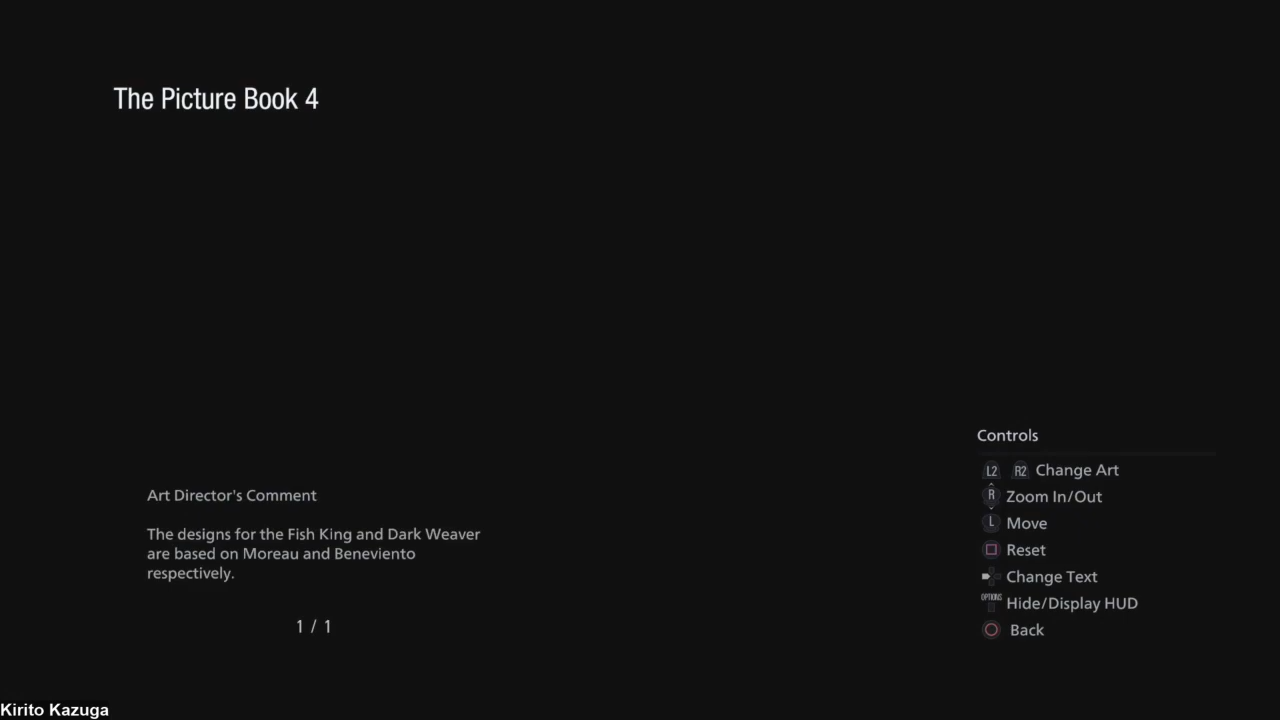 The Picture Book 4
Art Director's Comment
The designs for the Fish King and Dark Weaver
are based on Moreau and Beneviento
respectively.
1 / 1
Controls
L2 R2 Change Art
R Zoom In/Out
L Move
Reset
Change Text
OPTIONS Hide/Display HUD
Back
Kirito Kazuga